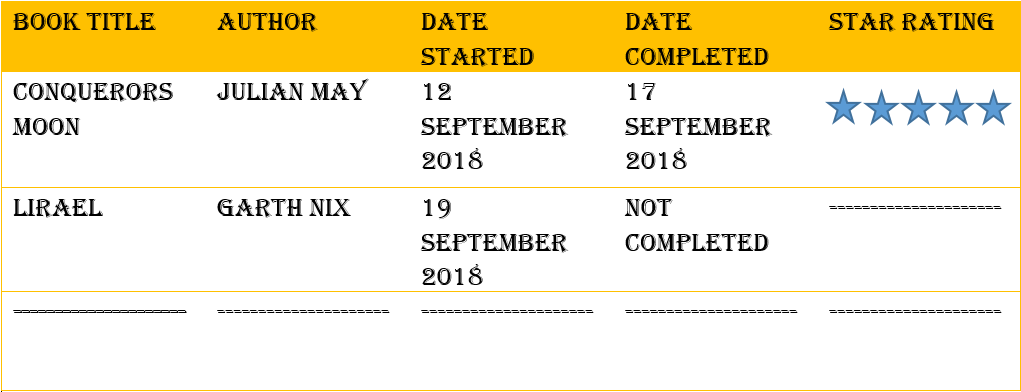 BOOK TITLE AUTHOR DATE STARTED DATE COMPLETED STAR RATING
CONQUERORS MOON JULIAN MAY 12 SEPTEMBER 2018 17 SEPTEMBER 2018
LIRAEL GARTH NIX 19 SEPTEMBER 2018 NOT COMPLETED --------------------
-------------------- -------------------- -------------------- -------------------- --------------------